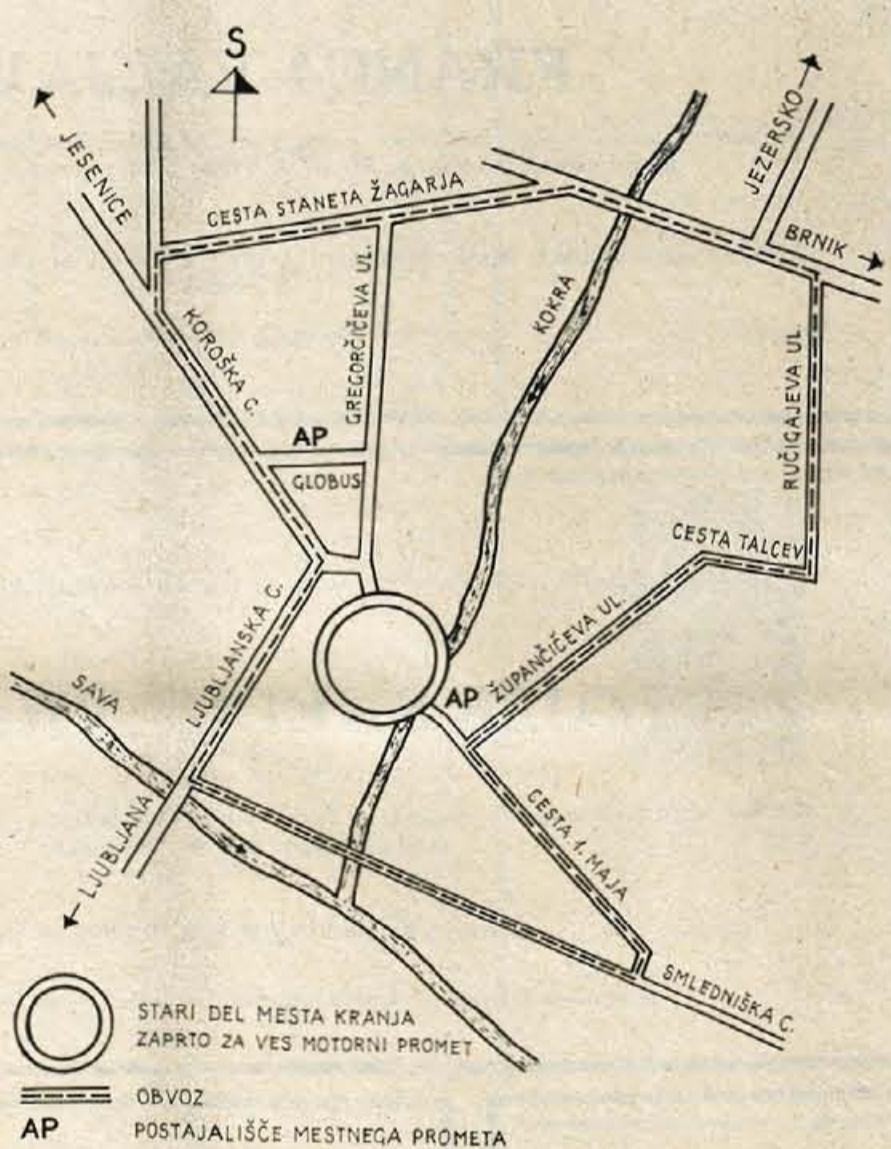 S
JESENICE
JEZERSKO
CESTA STANETA ŽAGARJA
BRNIK
KOROŠKA C.
GREGORČIČEVA UL.
KOKRA
RUČIGAJEVA UL.
AP
GLOBUS
CESTA TALCEV
LJUBLJANSKA C.
ŽUPANČIČEVA UL.
AP
SAVA
LJUBLJANA
CESTA 1. MAJA
SMLEDNIŠKA C.
STARI DEL MESTA KRANJA
ZAPRTO ZA VES MOTORNI PROMET
OBVOZ
AP POSTAJALIŠČE MESTNEGA PROMETA